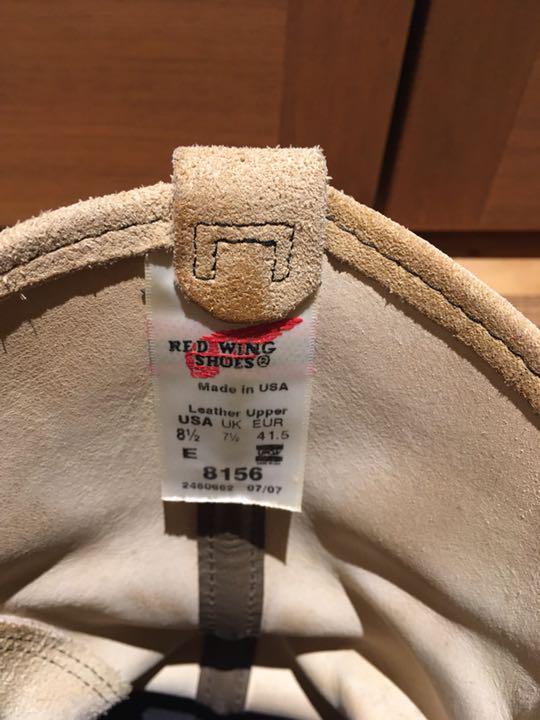 RED WING
SHOES®
Made in USA
Leather Upper
USA UK EUR
8½ 7½ 41.5
E
8156
2460662 07/07